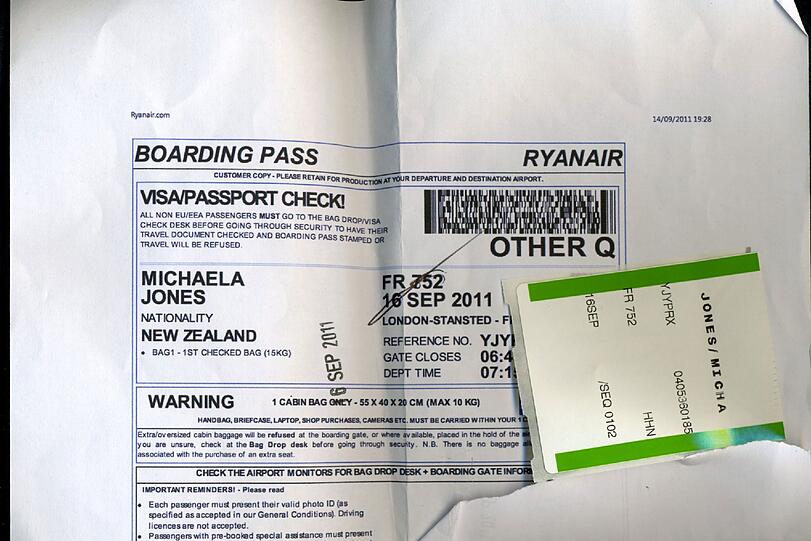 Ryanair.com 14/09/2011 19:28
BOARDING PASS RYANAIR
CUSTOMER COPY - PLEASE RETAIN FOR PRODUCTION AT YOUR DEPARTURE AND DESTINATION AIRPORT.
VISA/PASSPORT CHECK!
ALL NON EU/EEA PASSENGERS MUST GO TO THE BAG DROP/VISA
CHECK DESK BEFORE GOING THROUGH SECURITY TO HAVE THEIR
TRAVEL DOCUMENT CHECKED AND BOARDING PASS STAMPED OR
TRAVEL WILL BE REFUSED.
OTHER Q
MICHAELA
JONES
NATIONALITY
NEW ZEALAND
• BAG1 - 1ST CHECKED BAG (15KG)
FR 752
16 SEP 2011
LONDON-STANSTED - F
REFERENCE NO. YJY
GATE CLOSES 06:4
DEPT TIME 07:1
6 SEP 2011
JONES/MICHA
YJYPRX 0405360185
FR 752 HHN
16SEP /SEQ 0102
WARNING 1 CABIN BAG ONLY - 55 X 40 X 20 CM (MAX 10 KG)
HANDBAG, BRIEFCASE, LAPTOP, SHOP PURCHASES, CAMERAS ETC. MUST BE CARRIED WITHIN YOUR 1
Extra/oversized cabin baggage will be refused at the boarding gate, or where available, placed in the hold of the
you are unsure, check at the Bag Drop desk before going through security. N.B. There is no baggage
associated with the purchase of an extra seat.
CHECK THE AIRPORT MONITORS FOR BAG DROP DESK + BOARDING GATE INFOR
IMPORTANT REMINDERS! - Please read
• Each passenger must present their valid photo ID (as
specified as accepted in our General Conditions). Driving
licences are not accepted.
• Passengers with pre-booked special assistance must present